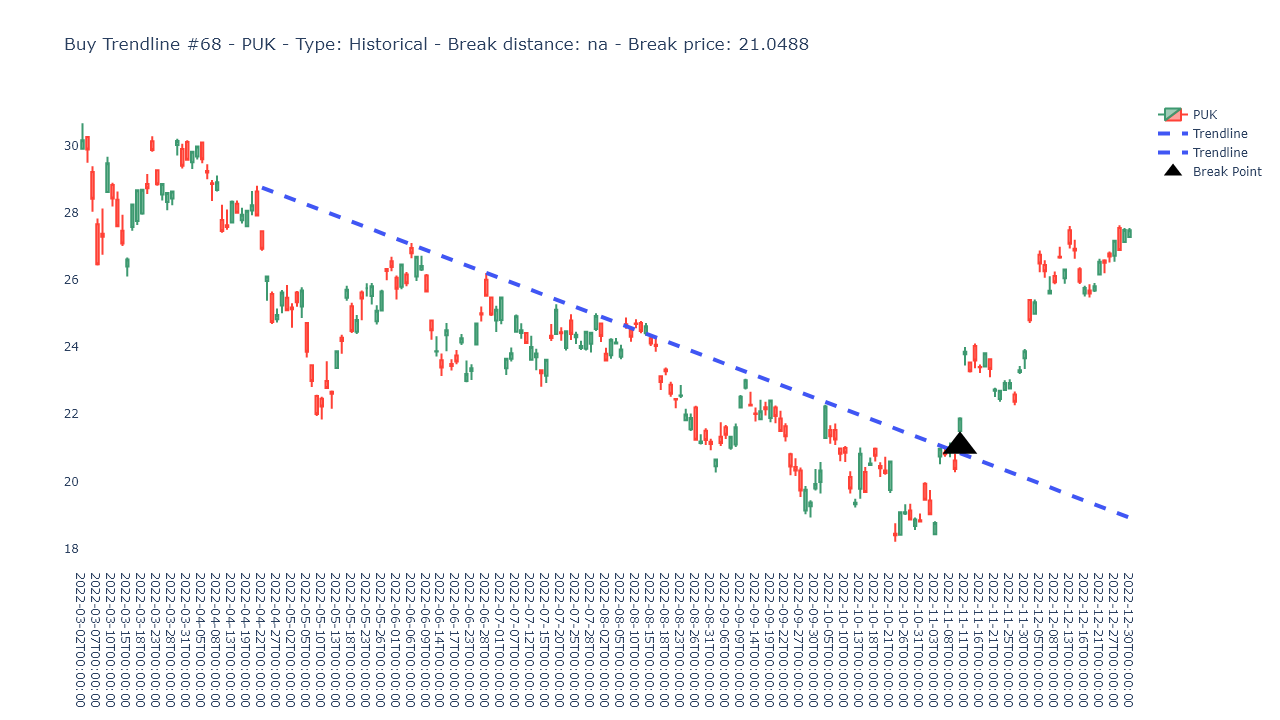 Buy Trendline #68 - PUK - Type: Historical - Break distance: na - Break price: 21.0488
PUK
Trendline
Trendline
Break Point
30
28
26
24
22
20
18
2022-03-02T00:00:00
2022-03-07T00:00:00
2022-03-10T00:00:00
2022-03-15T00:00:00
2022-03-18T00:00:00
2022-03-23T00:00:00
2022-03-28T00:00:00
2022-03-31T00:00:00
2022-04-05T00:00:00
2022-04-08T00:00:00
2022-04-13T00:00:00
2022-04-19T00:00:00
2022-04-22T00:00:00
2022-04-27T00:00:00
2022-05-02T00:00:00
2022-05-05T00:00:00
2022-05-10T00:00:00
2022-05-13T00:00:00
2022-05-18T00:00:00
2022-05-23T00:00:00
2022-05-26T00:00:00
2022-06-01T00:00:00
2022-06-06T00:00:00
2022-06-09T00:00:00
2022-06-14T00:00:00
2022-06-17T00:00:00
2022-06-23T00:00:00
2022-06-28T00:00:00
2022-07-01T00:00:00
2022-07-07T00:00:00
2022-07-12T00:00:00
2022-07-15T00:00:00
2022-07-20T00:00:00
2022-07-25T00:00:00
2022-07-28T00:00:00
2022-08-02T00:00:00
2022-08-05T00:00:00
2022-08-10T00:00:00
2022-08-15T00:00:00
2022-08-18T00:00:00
2022-08-23T00:00:00
2022-08-26T00:00:00
2022-08-31T00:00:00
2022-09-06T00:00:00
2022-09-09T00:00:00
2022-09-14T00:00:00
2022-09-19T00:00:00
2022-09-22T00:00:00
2022-09-27T00:00:00
2022-09-30T00:00:00
2022-10-05T00:00:00
2022-10-10T00:00:00
2022-10-13T00:00:00
2022-10-18T00:00:00
2022-10-21T00:00:00
2022-10-26T00:00:00
2022-10-31T00:00:00
2022-11-03T00:00:00
2022-11-08T00:00:00
2022-11-11T00:00:00
2022-11-16T00:00:00
2022-11-21T00:00:00
2022-11-25T00:00:00
2022-11-30T00:00:00
2022-12-05T00:00:00
2022-12-08T00:00:00
2022-12-13T00:00:00
2022-12-16T00:00:00
2022-12-21T00:00:00
2022-12-27T00:00:00
2022-12-30T00:00:00